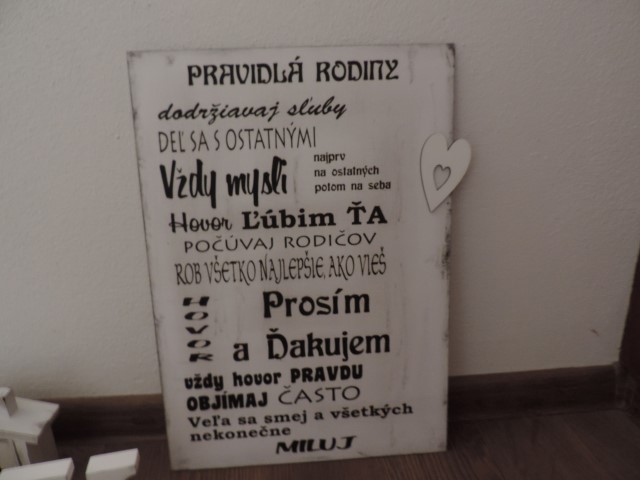 PRAVIDLÁ RODINY
dodržiavaj sľuby
DEĽ SA S OSTATNÝMI
Vždy mysli
najprv
na ostatných
potom na seba
Hovor ĽÚbim ŤA
POČÚVAJ RODIČOV
ROB VŠETKO NAJLEPŠIE, AKO VIEŠ
HOVOR
Prosím
a Ďakujem
vždy hovor PRAVDU
OBJÍMAJ ČASTO
Veľa sa smej a všetkých
nekonečne
MILUJ